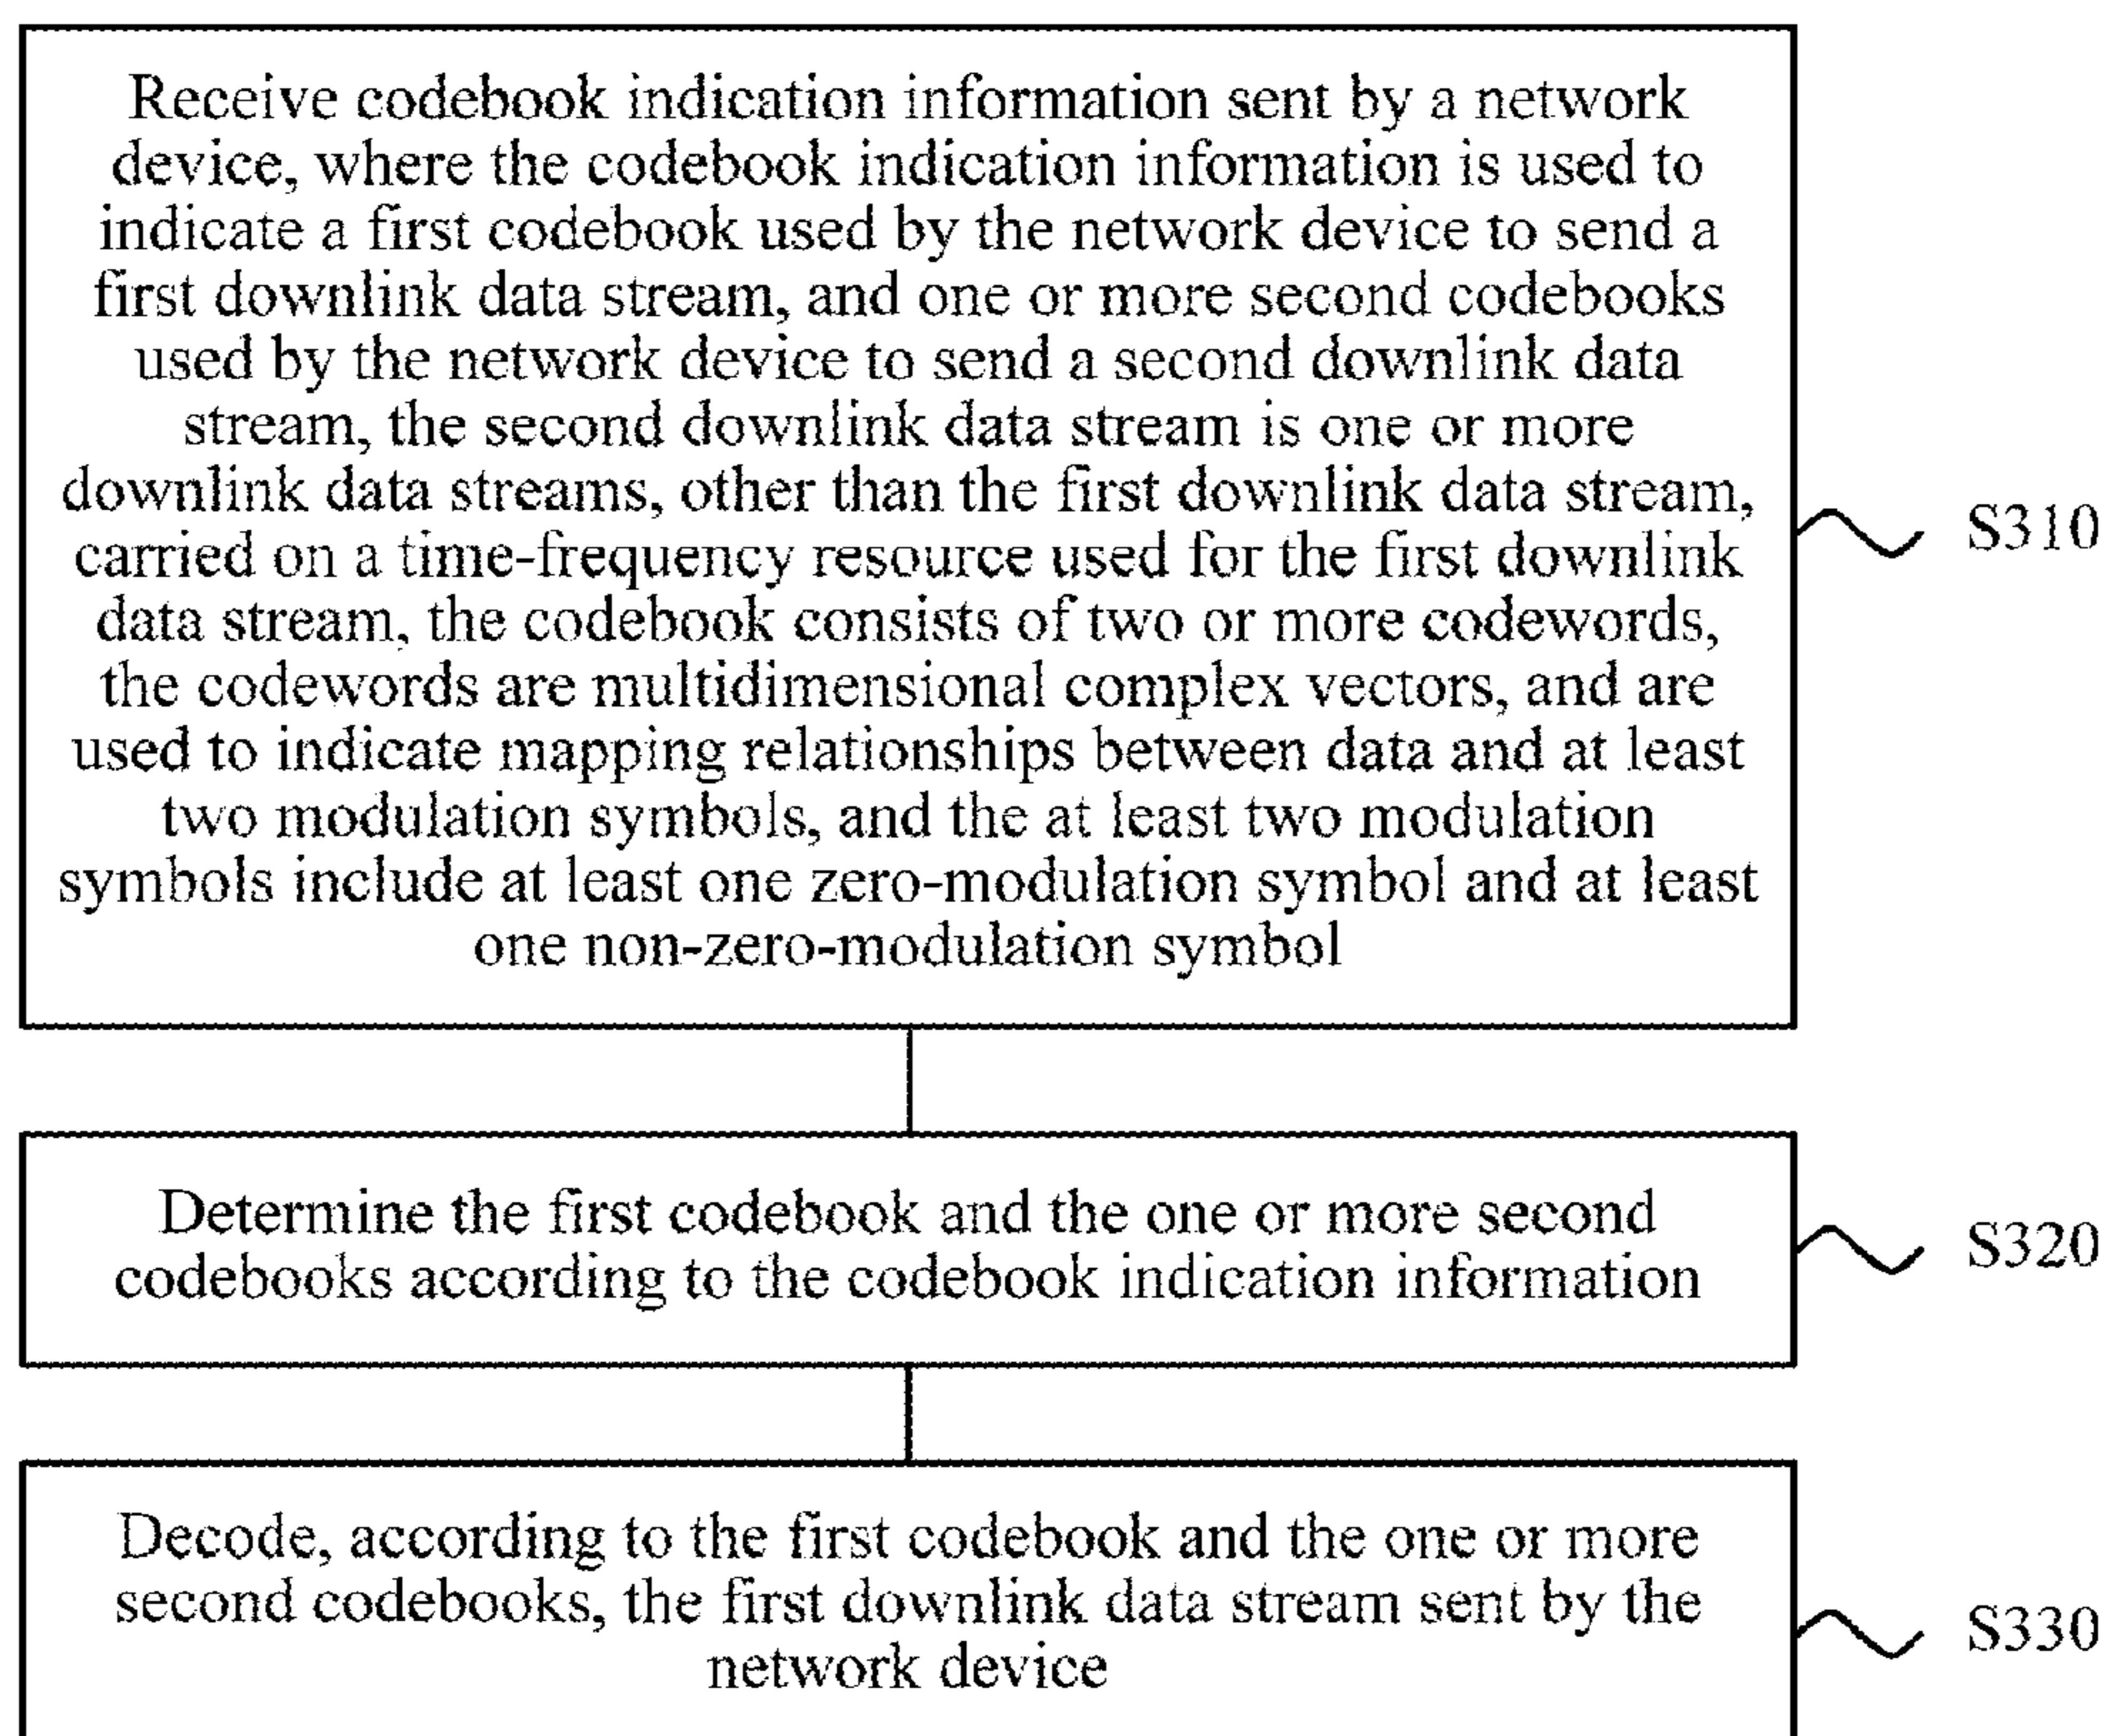 Receive codebook indication information sent by a network
device, where the codebook indication information is used to
indicate a first codebook used by the network device to send a
first downlink data stream, and one or more second codebooks
used by the network device to send a second downlink data
stream, the second downlink data stream is one or more
downlink data streams, other than the first downlink data stream,
carried on a time-frequency resource used for the first downlink
data stream, the codebook consists of two or more codewords,
the codewords are multidimensional complex vectors, and are
used to indicate mapping relationships between data and at least
two modulation symbols, and the at least two modulation
symbols include at least one zero-modulation symbol and at least
one non-zero-modulation symbol
S310
Determine the first codebook and the one or more second
codebooks according to the codebook indication information
S320
Decode, according to the first codebook and the one or more
second codebooks, the first downlink data stream sent by the
network device
S330